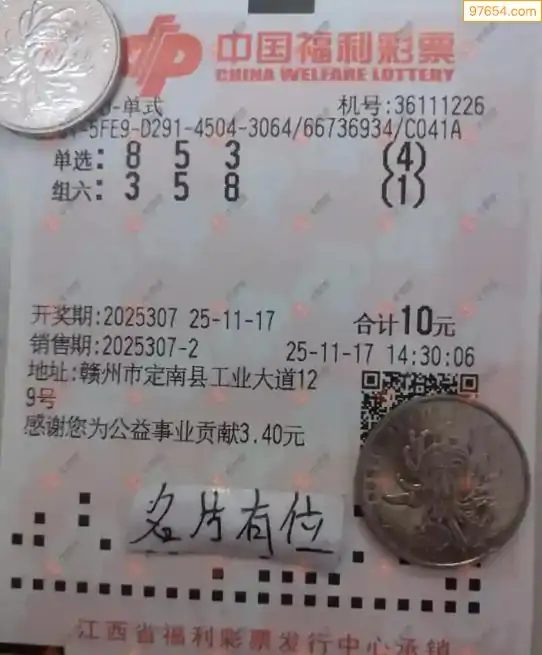 97654.com
中国福利彩票
CHINA WELFARE LOTTERY
D-单式 机号:36111226
5FE9-D291-4504-3064/66736934/C041A
单选: 8 5 3 (4)
组六: 3 5 8 (1)
开奖期:2025307 25-11-17 合计10元
销售期:2025307-2 25-11-17 14:30:06
地址:赣州市定南县工业大道12
9号
感谢您为公益事业贡献3.40元
名片有位
江西省福利彩票发行中心承销